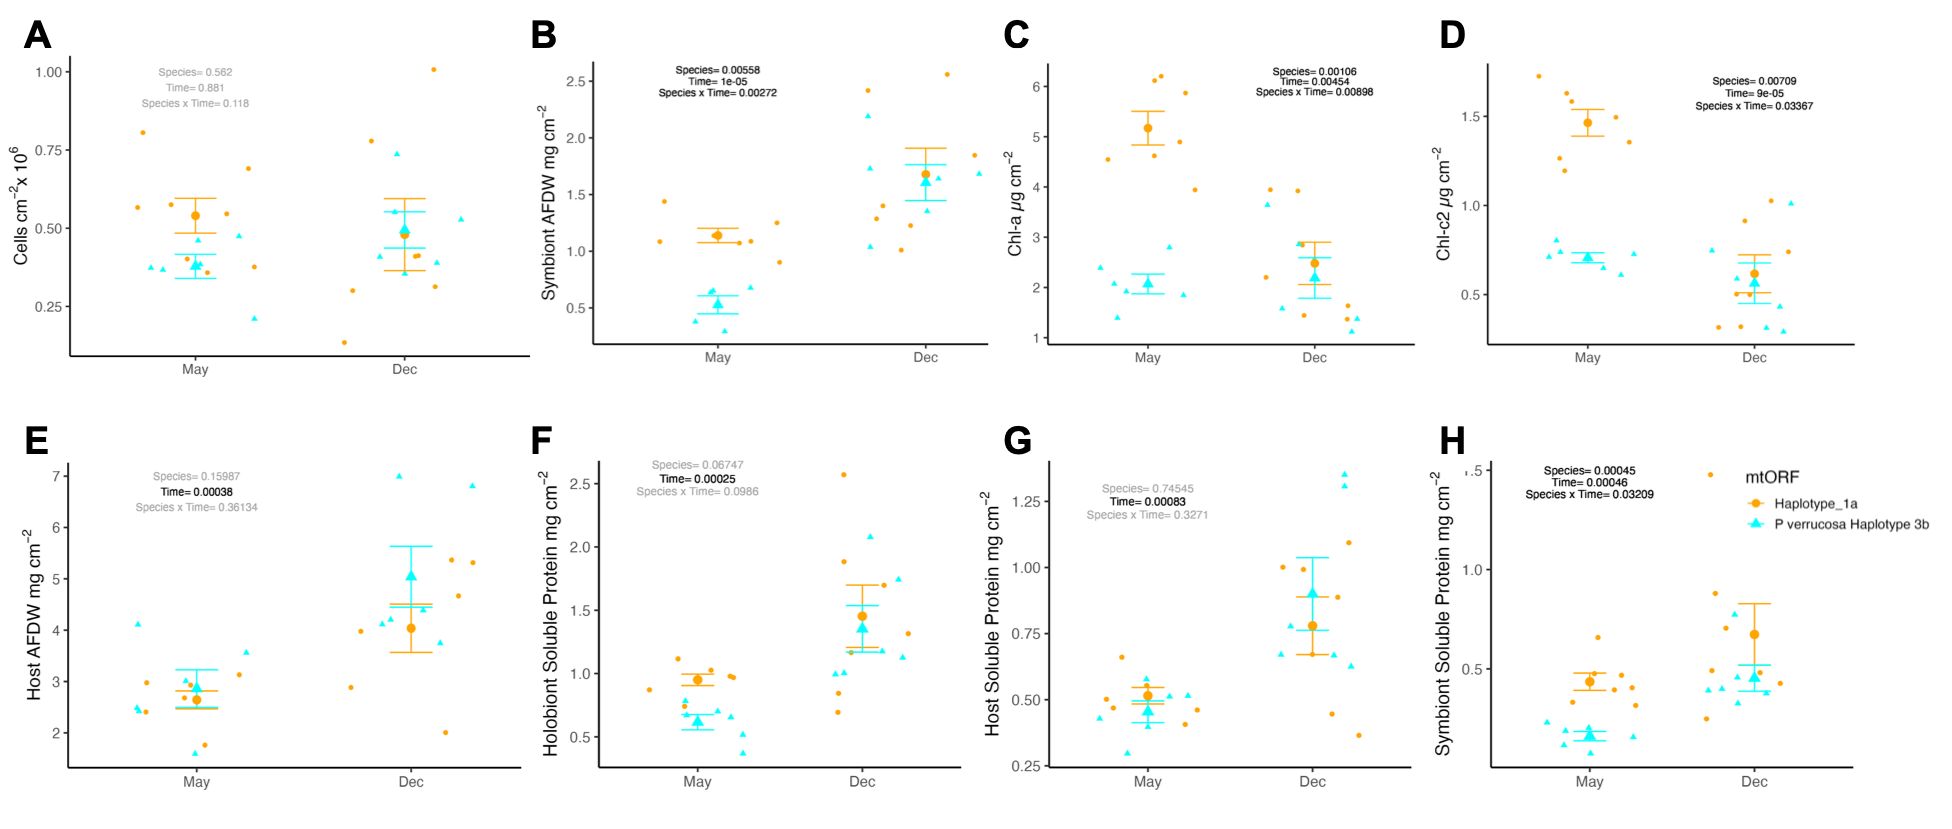 A
Species= 0.562
Time= 0.881
Species x Time= 0.118
Cells cm−2x 10^6
1.00
0.75
0.50
0.25
May
Dec
B
Species= 0.00558
Time= 1e-05
Species x Time= 0.00272
Symbiont AFDW mg cm−2
2.5
2.0
1.5
1.0
0.5
May
Dec
C
Species= 0.00106
Time= 0.00454
Species x Time= 0.00898
Chl-a µg cm−2
6
5
4
3
2
1
May
Dec
D
Species= 0.00709
Time= 9e-05
Species x Time= 0.03367
Chl-c2 µg cm−2
1.5
1.0
0.5
May
Dec
E
Species= 0.15987
Time= 0.00038
Species x Time= 0.36134
Host AFDW mg cm−2
7
6
5
4
3
2
May
Dec
F
Species= 0.06747
Time= 0.00025
Species x Time= 0.0986
Holobiont Soluble Protein mg cm−2
2.5
2.0
1.5
1.0
0.5
May
Dec
G
Species= 0.74545
Time= 0.00083
Species x Time= 0.3271
Host Soluble Protein mg cm−2
1.25
1.00
0.75
0.50
0.25
May
Dec
H
Species= 0.00045
Time= 0.00046
Species x Time= 0.03209
Symbiont Soluble Protein mg cm−2
1.5
1.0
0.5
May
Dec
mtORF
Haplotype_1a
P verrucosa Haplotype 3b